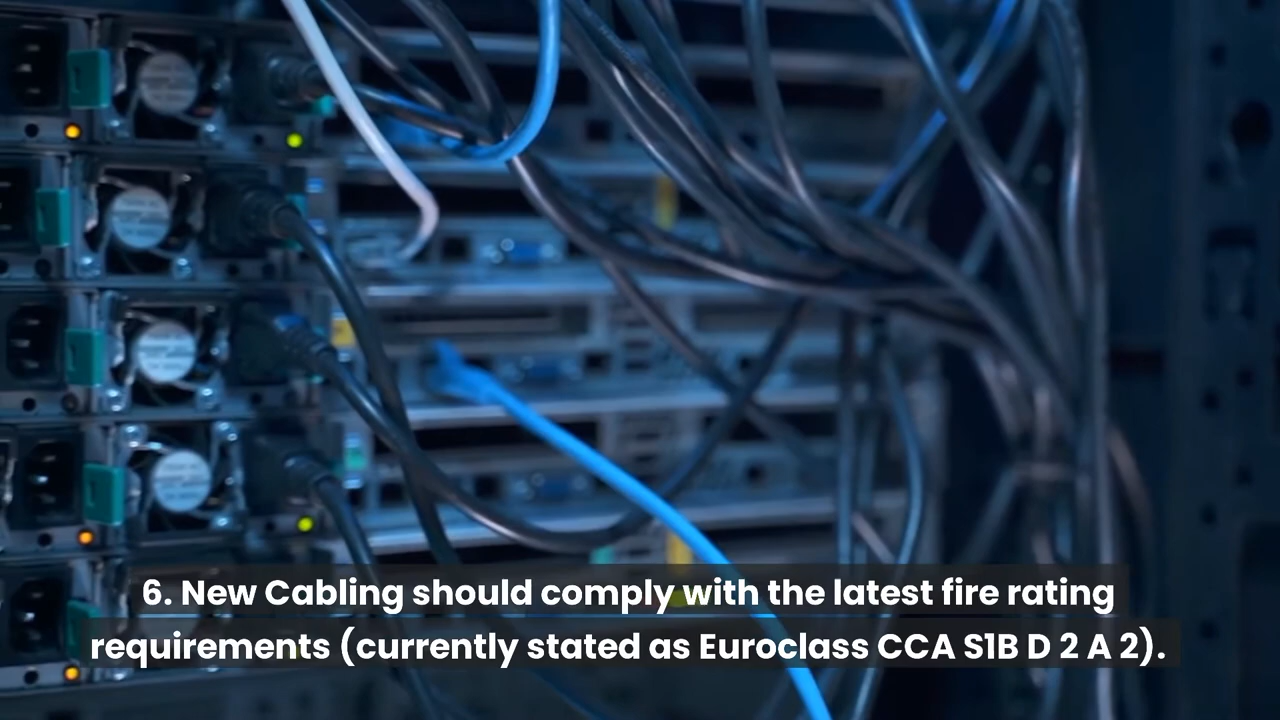 6. New Cabling should comply with the latest fire rating
requirements (currently stated as Euroclass CCA S1B D 2 A 2).